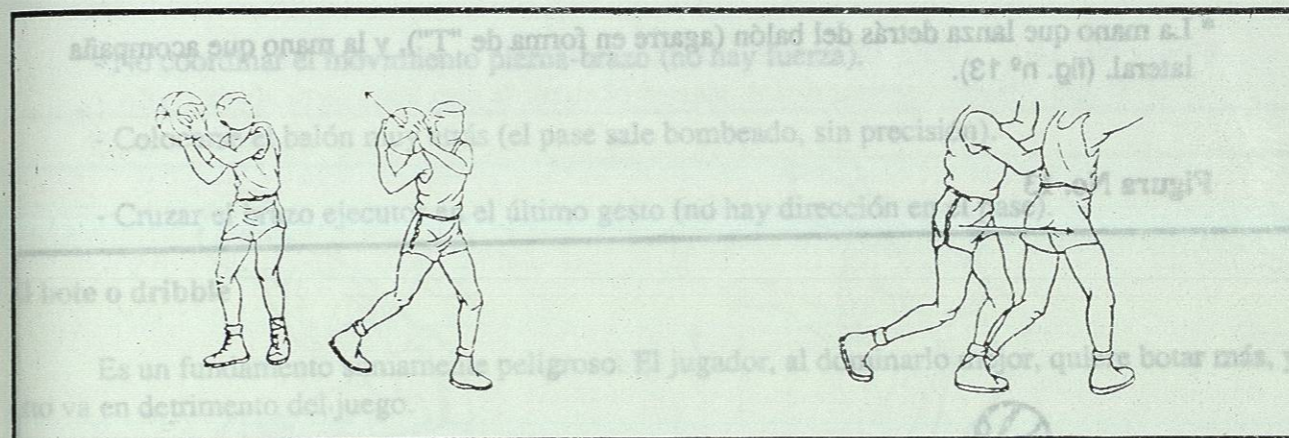 * La mano que lanza detrás del balón (agarre en forma de "T"), y la mano que acompaña
- No coordinar el movimiento pierna-brazo (no hay fuerza).
lateral. (fig. nº 13).
- el balón (el pase sale bombeado, sin precisión).
Figura No. 13
- Cruzar el brazo ejecutor en el último gesto (no hay dirección en el pase).
bote o dribble
Es un fundamento sumamente peligroso: El jugador, al dominarlo mejor, quiere botar más, y
no va en detrimento del juego.